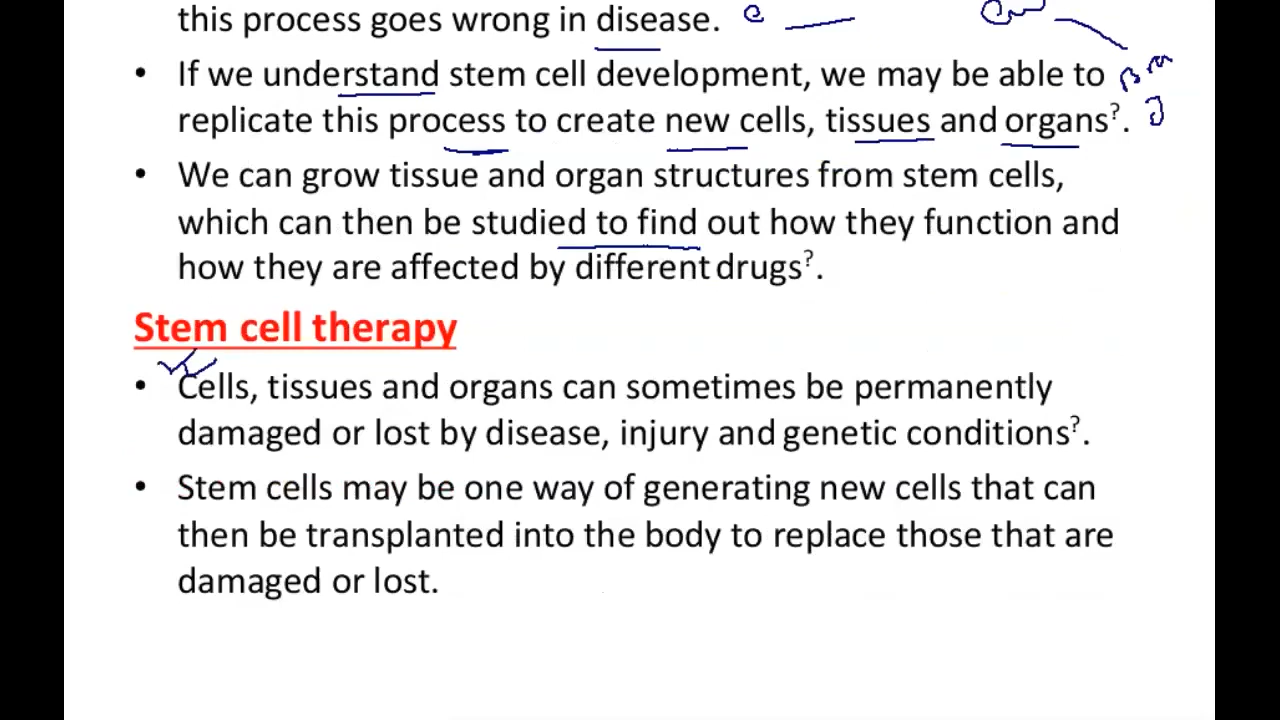 this process goes wrong in disease.
• If we understand stem cell development, we may be able to
replicate this process to create new cells, tissues and organs?.
• We can grow tissue and organ structures from stem cells,
which can then be studied to find out how they function and
how they are affected by different drugs?.
Stem cell therapy
• Cells, tissues and organs can sometimes be permanently
damaged or lost by disease, injury and genetic conditions?.
• Stem cells may be one way of generating new cells that can
then be transplanted into the body to replace those that are
damaged or lost.